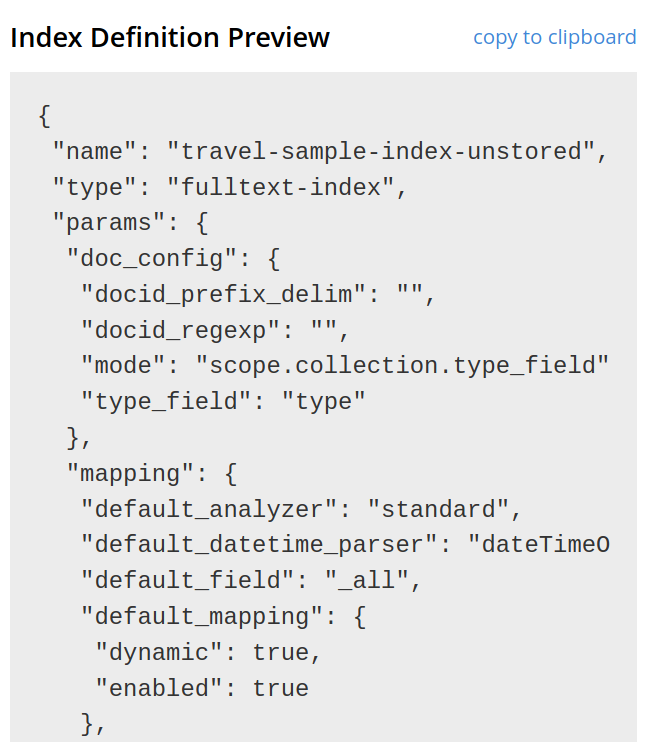 Index Definition Preview copy to clipboard
{
"name": "travel-sample-index-unstored",
"type": "fulltext-index",
"params": {
"doc_config": {
"docid_prefix_delim": "",
"docid_regexp": "",
"mode": "scope.collection.type_field"
"type_field": "type"
},
"mapping": {
"default_analyzer": "standard",
"default_datetime_parser": "dateTimeO
"default_field": "_all",
"default_mapping": {
"dynamic": true,
"enabled": true
},